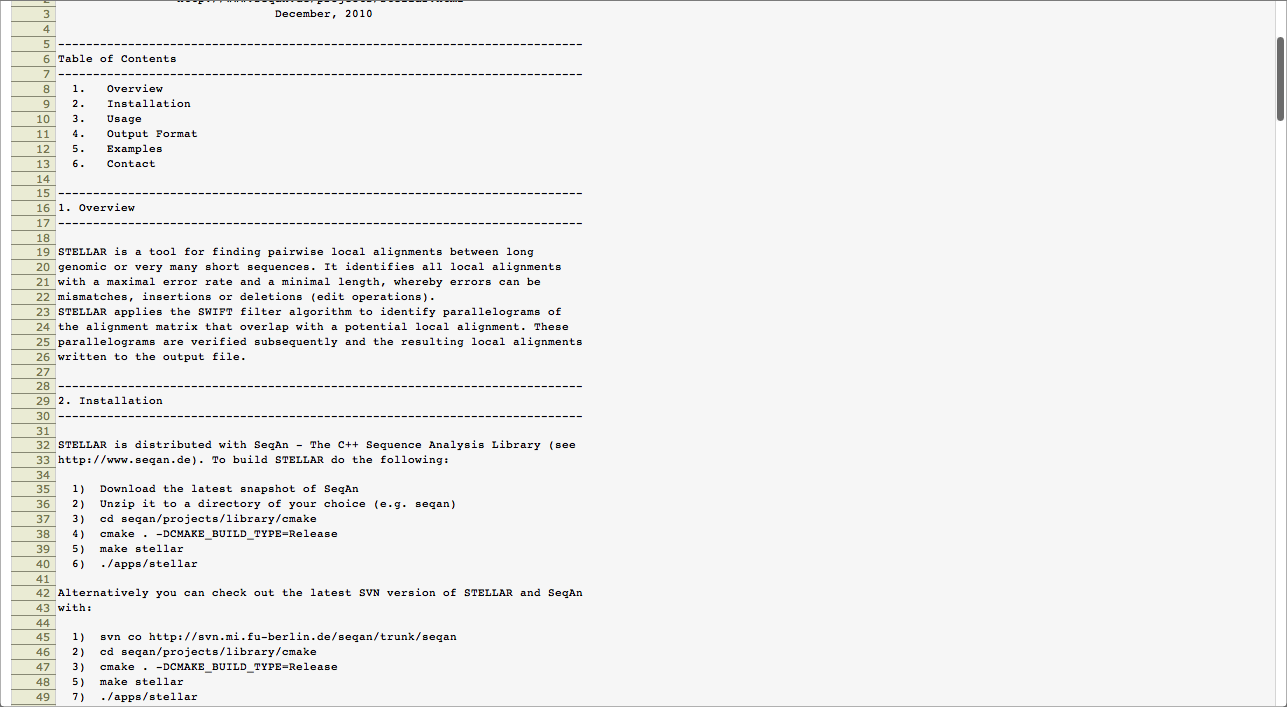 3 December, 2010
4
5 ---------------------------------------------------------------------------
6 Table of Contents
7 ---------------------------------------------------------------------------
8 1. Overview
9 2. Installation
10 3. Usage
11 4. Output Format
12 5. Examples
13 6. Contact
14
15 ---------------------------------------------------------------------------
16 1. Overview
17 ---------------------------------------------------------------------------
18
19 STELLAR is a tool for finding pairwise local alignments between long
20 genomic or very many short sequences. It identifies all local alignments
21 with a maximal error rate and a minimal length, whereby errors can be
22 mismatches, insertions or deletions (edit operations).
23 STELLAR applies the SWIFT filter algorithm to identify parallelograms of
24 the alignment matrix that overlap with a potential local alignment. These
25 parallelograms are verified subsequently and the resulting local alignments
26 written to the output file.
27
28 ---------------------------------------------------------------------------
29 2. Installation
30 ---------------------------------------------------------------------------
31
32 STELLAR is distributed with SeqAn - The C++ Sequence Analysis Library (see
33 http://www.seqan.de). To build STELLAR do the following:
34
35 1) Download the latest snapshot of SeqAn
36 2) Unzip it to a directory of your choice (e.g. seqan)
37 3) cd seqan/projects/library/cmake
38 4) cmake . -DCMAKE_BUILD_TYPE=Release
39 5) make stellar
40 6) ./apps/stellar
41
42 Alternatively you can check out the latest SVN version of STELLAR and SeqAn
43 with:
44
45 1) svn co http://svn.mi.fu-berlin.de/seqan/trunk/seqan
46 2) cd seqan/projects/library/cmake
47 3) cmake . -DCMAKE_BUILD_TYPE=Release
48 5) make stellar
49 7) ./apps/stellar